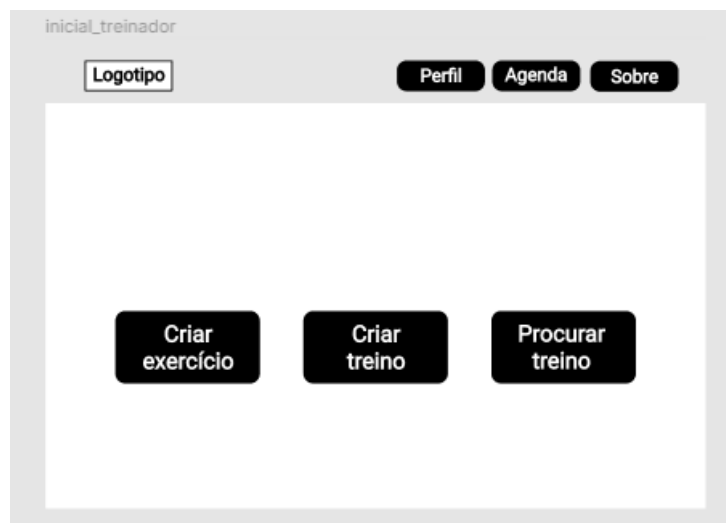 inicial_treinador
Logotipo
Perfil
Agenda
Sobre
Criar
exercício
Criar
treino
Procurar
treino